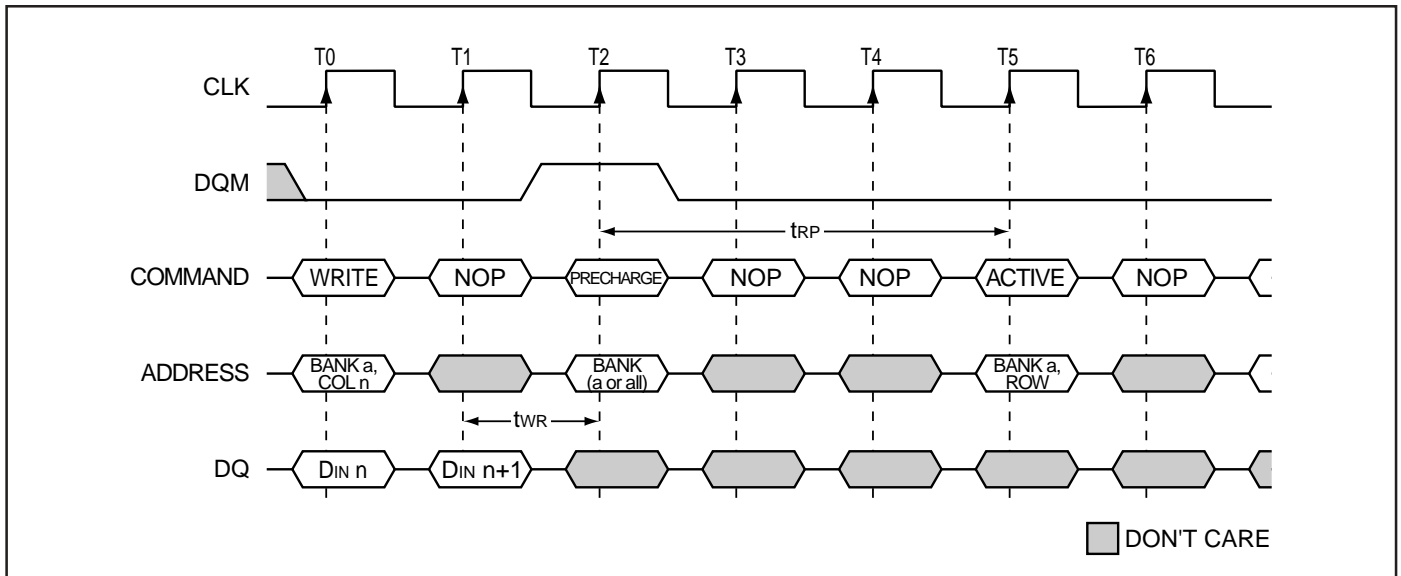 T0 T1 T2 T3 T4 T5 T6
CLK
DQM
tRP
COMMAND WRITE NOP PRECHARGE NOP NOP ACTIVE NOP
ADDRESS BANK a, COL n BANK (a or all) BANK a, ROW
tWR
DQ DIN n DIN n+1
DON'T CARE